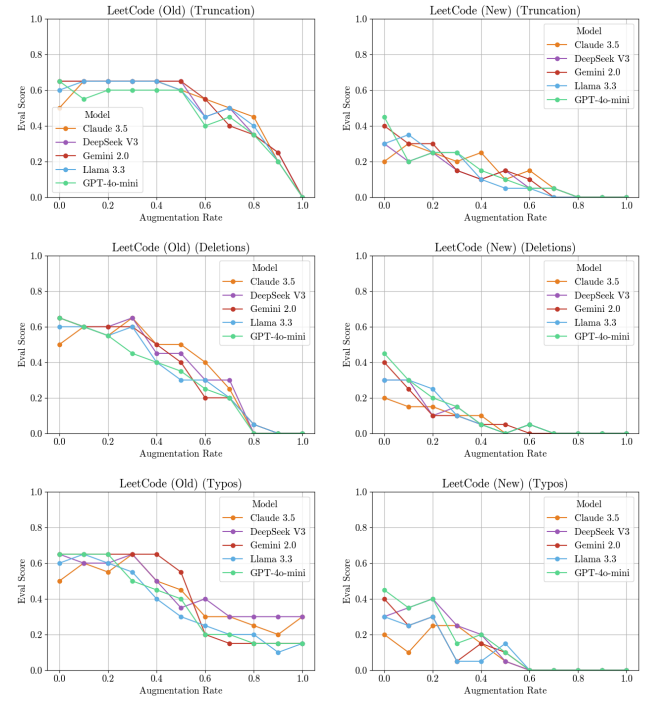 LeetCode (Old) (Truncation)
1.0
0.8
0.6
0.4
0.2
0.0
Eval Score
Model
Claude 3.5
DeepSeek V3
Gemini 2.0
Llama 3.3
GPT-4o-mini
0.0 0.2 0.4 0.6 0.8 1.0
Augmentation Rate
LeetCode (New) (Truncation)
1.0
0.8
0.6
0.4
0.2
0.0
Eval Score
Model
Claude 3.5
DeepSeek V3
Gemini 2.0
Llama 3.3
GPT-4o-mini
0.0 0.2 0.4 0.6 0.8 1.0
Augmentation Rate
LeetCode (Old) (Deletions)
1.0
0.8
0.6
0.4
0.2
0.0
Eval Score
Model
Claude 3.5
DeepSeek V3
Gemini 2.0
Llama 3.3
GPT-4o-mini
0.0 0.2 0.4 0.6 0.8 1.0
Augmentation Rate
LeetCode (New) (Deletions)
1.0
0.8
0.6
0.4
0.2
0.0
Eval Score
Model
Claude 3.5
DeepSeek V3
Gemini 2.0
Llama 3.3
GPT-4o-mini
0.0 0.2 0.4 0.6 0.8 1.0
Augmentation Rate
LeetCode (Old) (Typos)
1.0
0.8
0.6
0.4
0.2
0.0
Eval Score
Model
Claude 3.5
DeepSeek V3
Gemini 2.0
Llama 3.3
GPT-4o-mini
0.0 0.2 0.4 0.6 0.8 1.0
Augmentation Rate
LeetCode (New) (Typos)
1.0
0.8
0.6
0.4
0.2
0.0
Eval Score
Model
Claude 3.5
DeepSeek V3
Gemini 2.0
Llama 3.3
GPT-4o-mini
0.0 0.2 0.4 0.6 0.8 1.0
Augmentation Rate